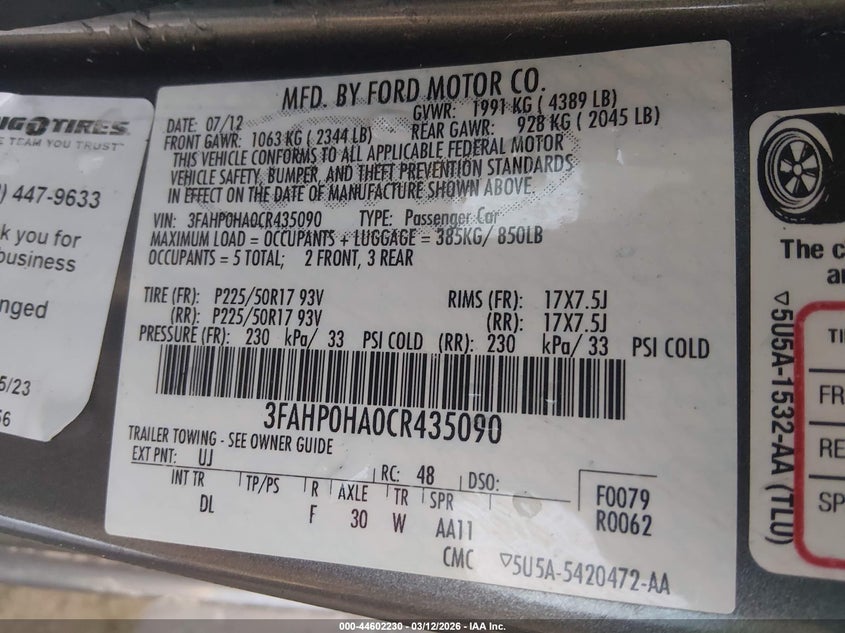 MFD. BY FORD MOTOR CO.
DATE: 07/12
GVWR: 1991 KG ( 4389 LB)
FRONT GAWR: 1063 KG ( 2344 LB)
REAR GAWR: 928 KG ( 2045 LB)
THIS VEHICLE CONFORMS TO ALL APPLICABLE FEDERAL MOTOR
VEHICLE SAFETY, BUMPER, AND THEFT PREVENTION STANDARDS
IN EFFECT ON THE DATE OF MANUFACTURE SHOWN ABOVE.
VIN: 3FAHP0HA0CR435090 TYPE: Passenger Car
MAXIMUM LOAD = OCCUPANTS + LUGGAGE = 385KG/ 850LB
OCCUPANTS = 5 TOTAL; 2 FRONT, 3 REAR
TIRE (FR): P225/50R17 93V RIMS (FR): 17X7.5J
(RR): P225/50R17 93V (RR): 17X7.5J
PRESSURE (FR): 230 kPa/ 33 PSI COLD (RR): 230 kPa/ 33 PSI COLD
3FAHP0HA0CR435090
TRAILER TOWING - SEE OWNER GUIDE
EXT PNT: UJ RC: 48 DSO:
INT TR TP/PS R AXLE TR SPR F0079
DL F 30 W AA11 R0062
CMC ▽5U5A-5420472-AA
TIRES
TEAM YOU TRUST
447-9633
you for
business
5/23
The
▽5U5A-1532-AA (TLU)
000-44602230 - 03/12/2026 - IAA Inc.